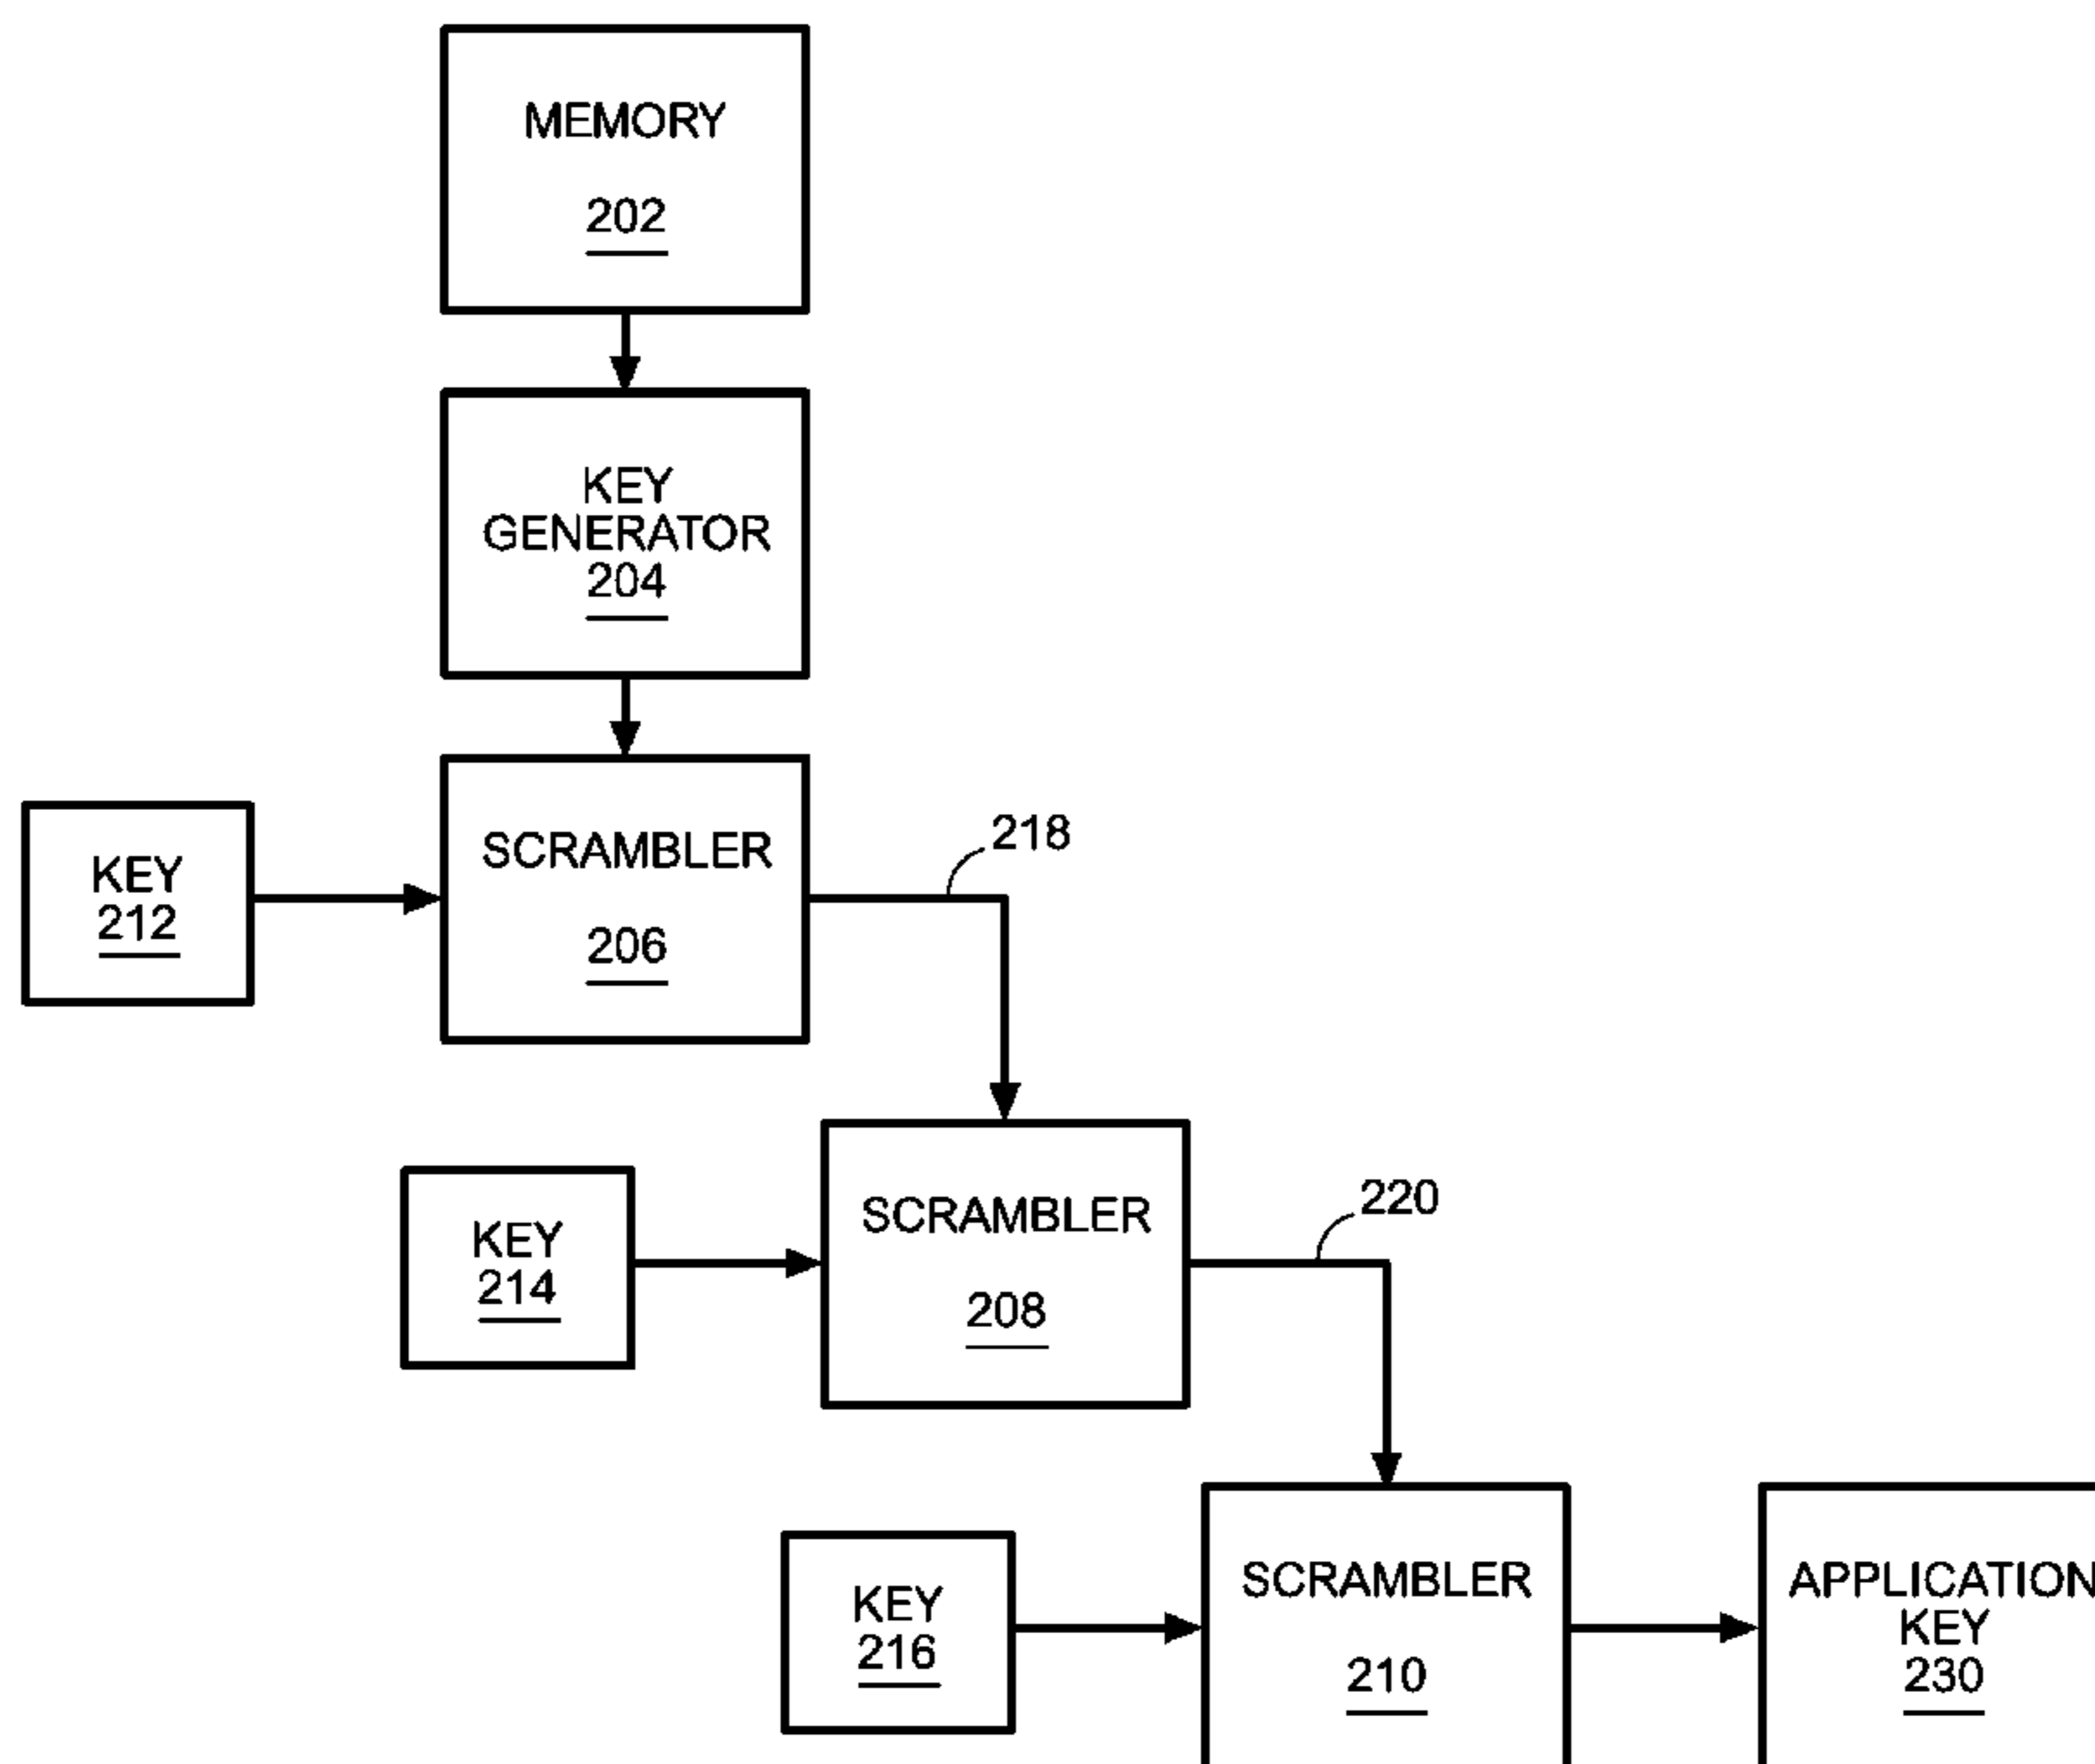 MEMORY
202
KEY
GENERATOR
204
SCRAMBLER
206
KEY
212
218
SCRAMBLER
208
KEY
214
220
SCRAMBLER
210
KEY
216
APPLICATION
KEY
230